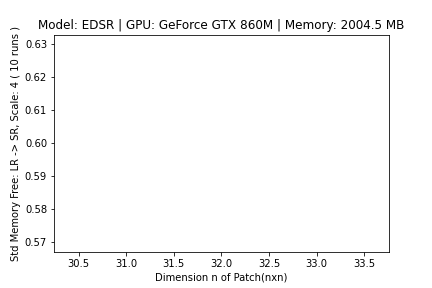 Model: EDSR | GPU: GeForce GTX 860M | Memory: 2004.5 MB
Std Memory Free: LR -> SR, Scale: 4 ( 10 runs )
0.63
0.62
0.61
0.60
0.59
0.58
0.57
30.5 31.0 31.5 32.0 32.5 33.0 33.5
Dimension n of Patch(nxn)